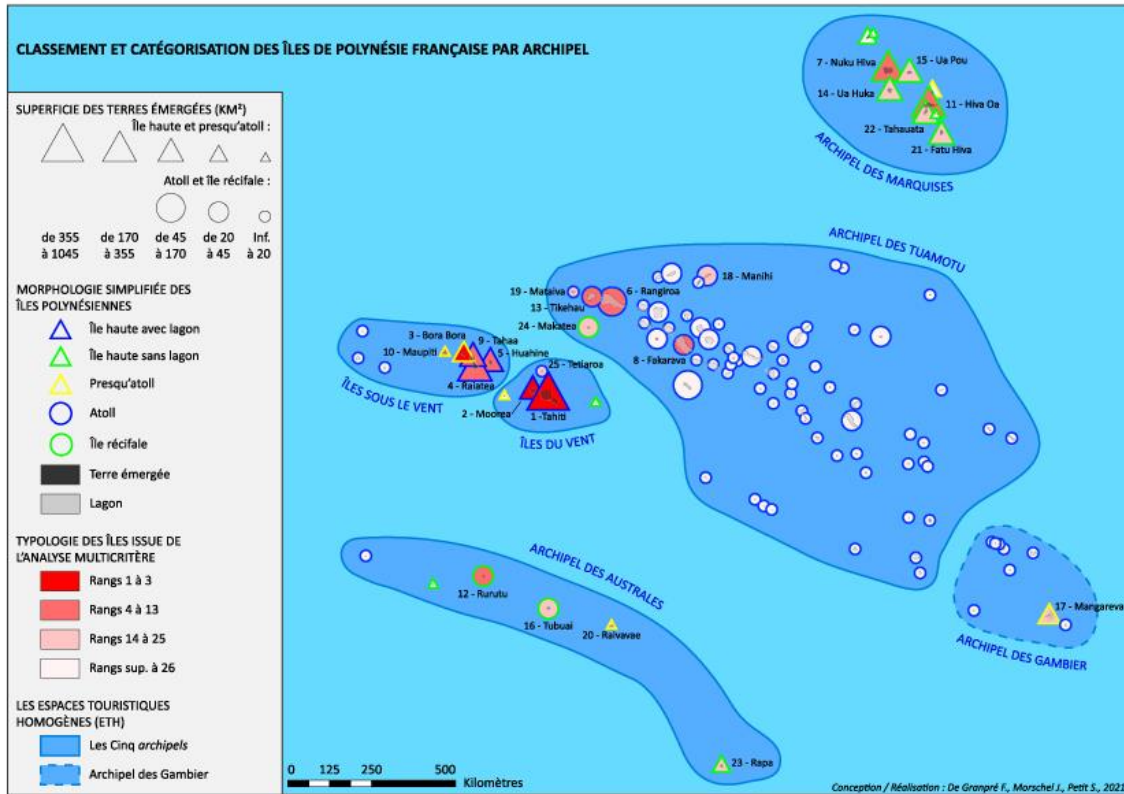 CLASSEMENT ET CATÉGORISATION DES ÎLES DE POLYNÉSIE FRANÇAISE PAR ARCHIPEL
SUPERFICIE DES TERRES ÉMERGÉES (KM²)
Île haute et presqu'atoll :
Atoll et île récifale :
de 355 à 1045
de 170 à 355
de 45 à 170
de 20 à 45
Inf. à 20
MORPHOLOGIE SIMPLIFIÉE DES
ÎLES POLYNÉSIENNES
Île haute avec lagon
Île haute sans lagon
Presqu'atoll
Atoll
Île récifale
Terre émergée
Lagon
TYPOLOGIE DES ÎLES ISSUE DE
L'ANALYSE MULTICRITÈRE
Rangs 1 à 3
Rangs 4 à 13
Rangs 14 à 25
Rangs sup. à 26
LES ESPACES TOURISTIQUES
HOMOGÈNES (ETH)
Les Cinq archipels
Archipel des Gambier
7 - Nuku Hiva
15 - Ua Pou
14 - Ua Huka
11 - Hiva Oa
22 - Tahauata
21 - Fatu Hiva
ARCHIPEL DES MARQUISES
ARCHIPEL DES TUAMOTU
18 - Manihi
19 - Mataiva
6 - Rangiroa
13 - Tikehau
24 - Makatea
8 - Fakarava
3 - Bora Bora
9 - Tahaa
10 - Maupiti
5 - Huahine
4 - Raiatea
25 - Tetiaroa
2 - Moorea
1 - Tahiti
ÎLES SOUS LE VENT
ÎLES DU VENT
ARCHIPEL DES AUSTRALES
12 - Rurutu
16 - Tubuai
20 - Raivavae
23 - Rapa
17 - Mangareva
ARCHIPEL DES GAMBIER
0 125 250 500
Kilomètres
Conception / Réalisation : De Granpré F., Morschel J., Petit S., 2021